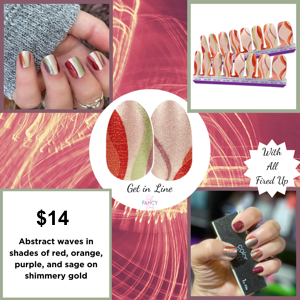 Get in Line
FANCY
With
All
Fired Up
$14
Abstract waves in
shades of red, orange,
purple, and sage on
shimmery gold